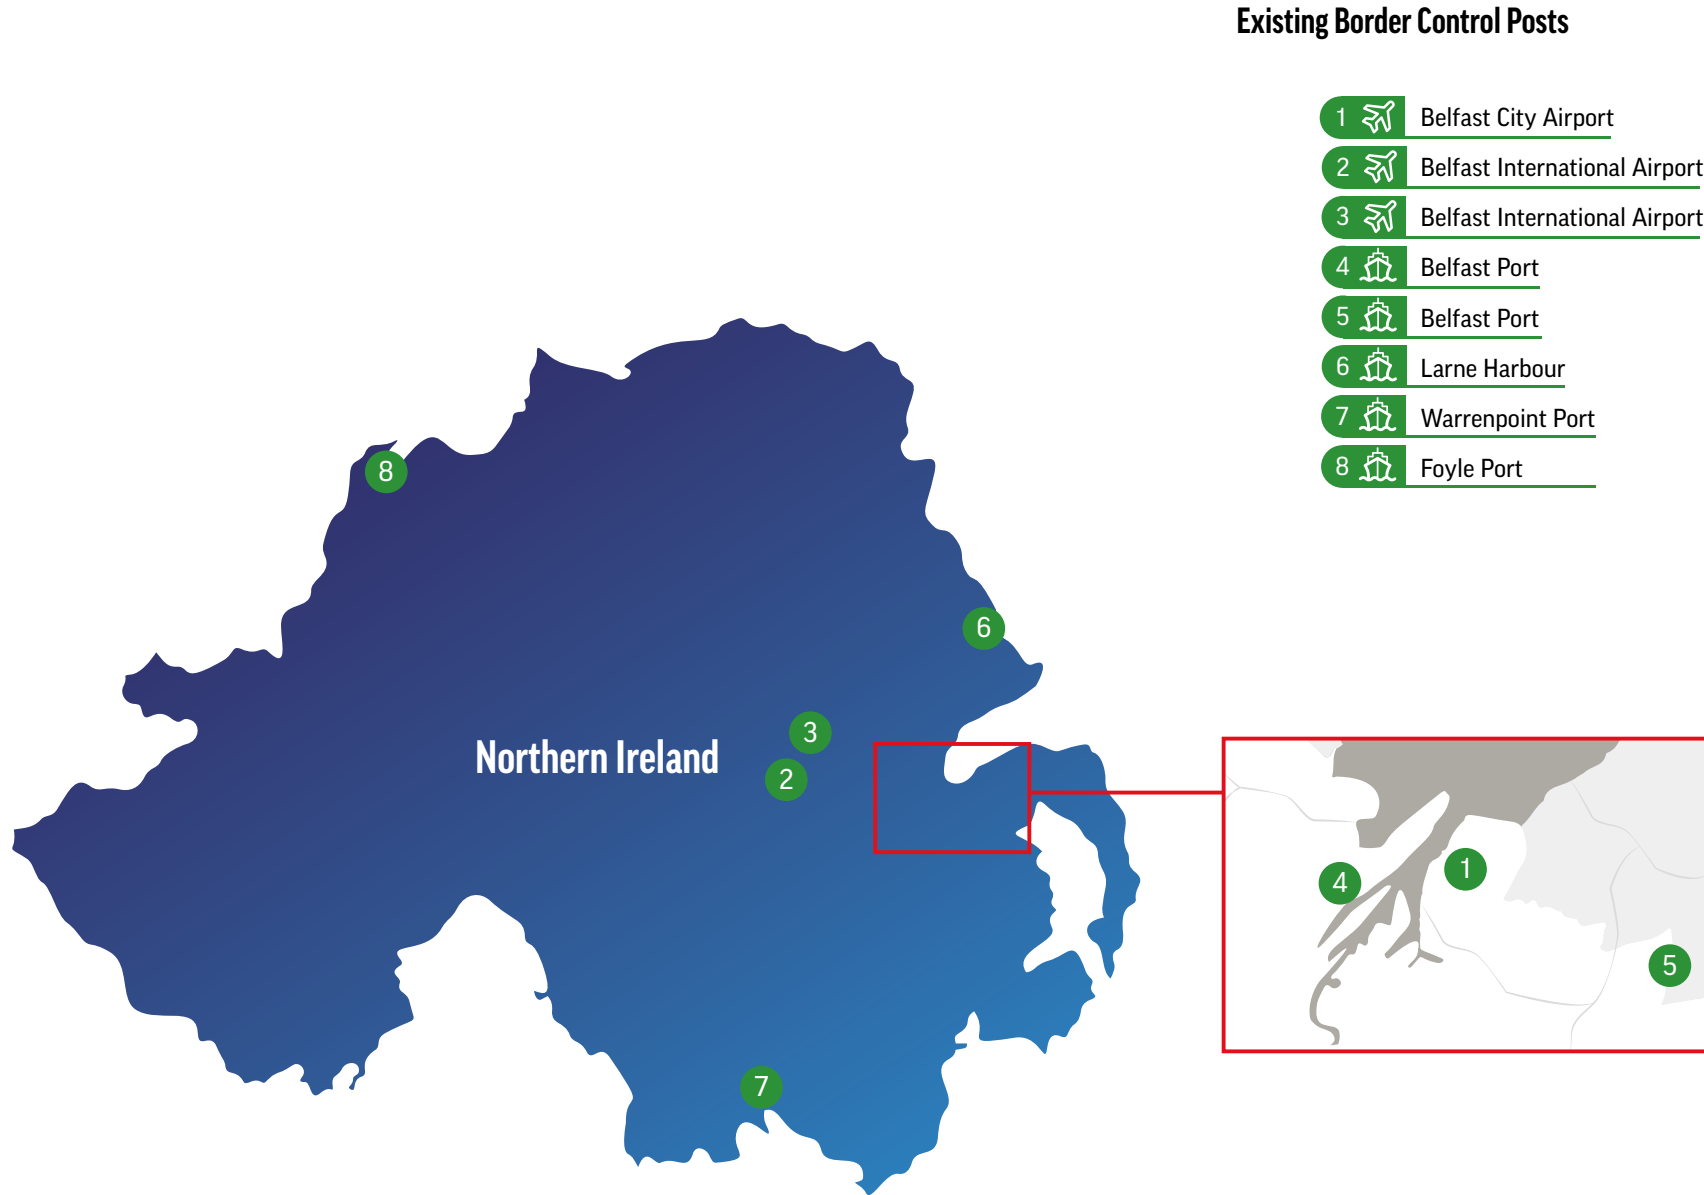 Existing Border Control Posts
1 Belfast City Airport
2 Belfast International Airport
3 Belfast International Airport
4 Belfast Port
5 Belfast Port
6 Larne Harbour
7 Warrenpoint Port
8 Foyle Port
8
6
3
Northern Ireland
2
1
4
5
7